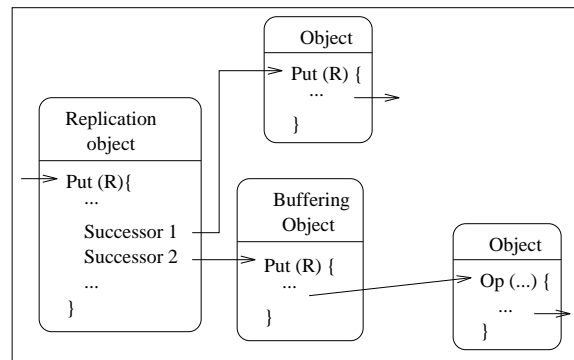 Object
Put (R) {
...
}
Replication
object
Put (R){
...
Successor 1
Successor 2
...
}
Buffering
Object
Put (R) {
...
}
Object
Op (...) {
...
}